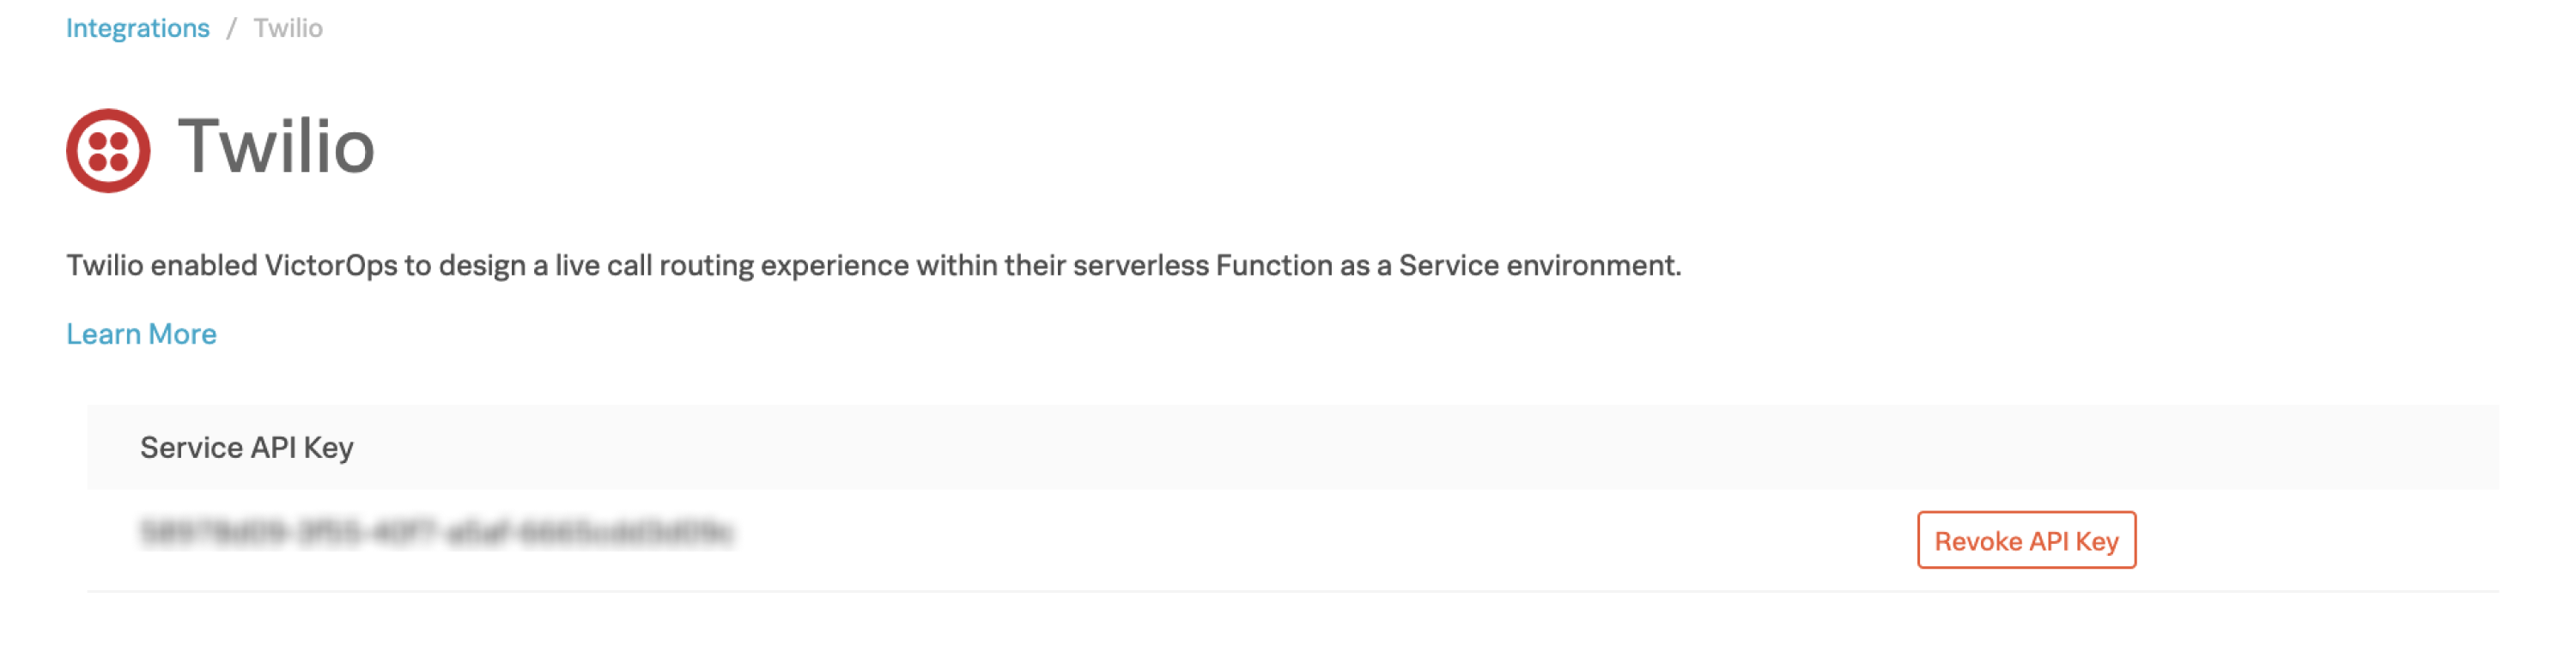 Integrations / Twilio
Twilio
Twilio enabled VictorOps to design a live call routing experience within their serverless Function as a Service environment.
Learn More
Service API Key
Revoke API Key